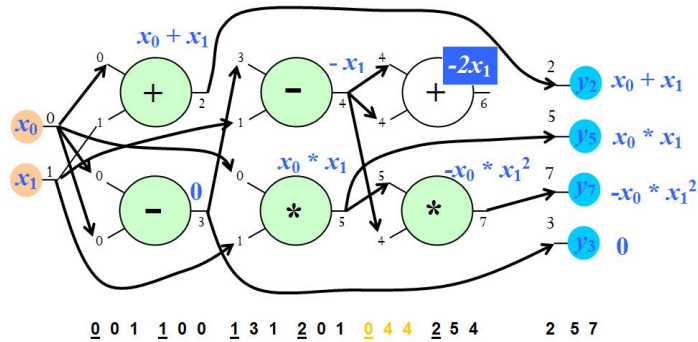 x₀ + x₁
0 + 2 1
3 - 4 1
- x₁
4 + 6 4
-2x₁
2 y₂ x₀ + x₁
x₀ 0
5 y₅ x₀ * x₁
x₁ 1
0 - 3 0
0
x₀ * x₁
0 * 5 1
-x₀ * x₁²
5 * 7 4
7 y₇ -x₀ * x₁²
3 y₃ 0
0 0 1 1 0 0 1 3 1 2 0 1 0 4 4 2 5 4 2 5 7